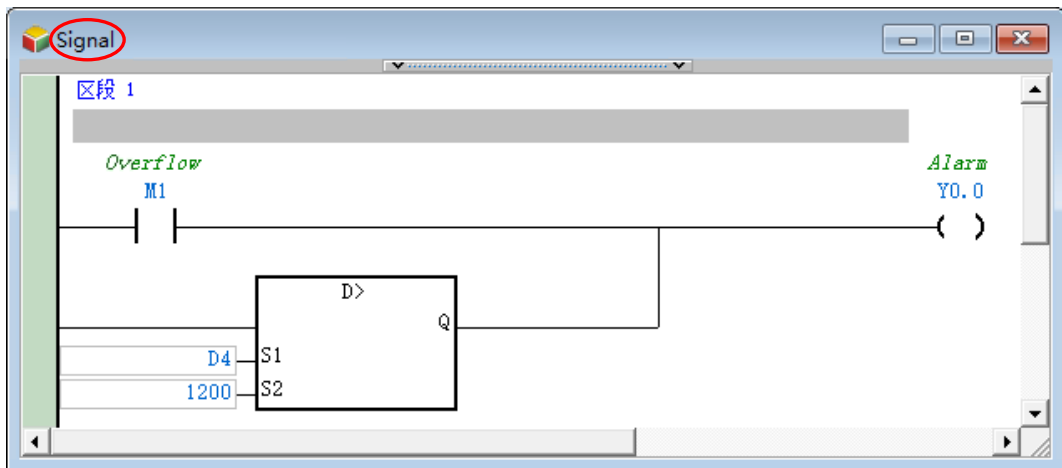 Signal
区段 1
Overflow
Alarm
M1
Y0.0
D>
Q
D4
S1
1200
S2